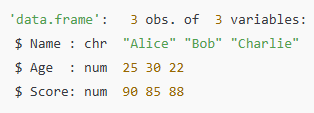 'data.frame':   3 obs. of  3 variables:
 $ Name : chr  "Alice" "Bob" "Charlie"
 $ Age  : num  25 30 22
 $ Score: num  90 85 88